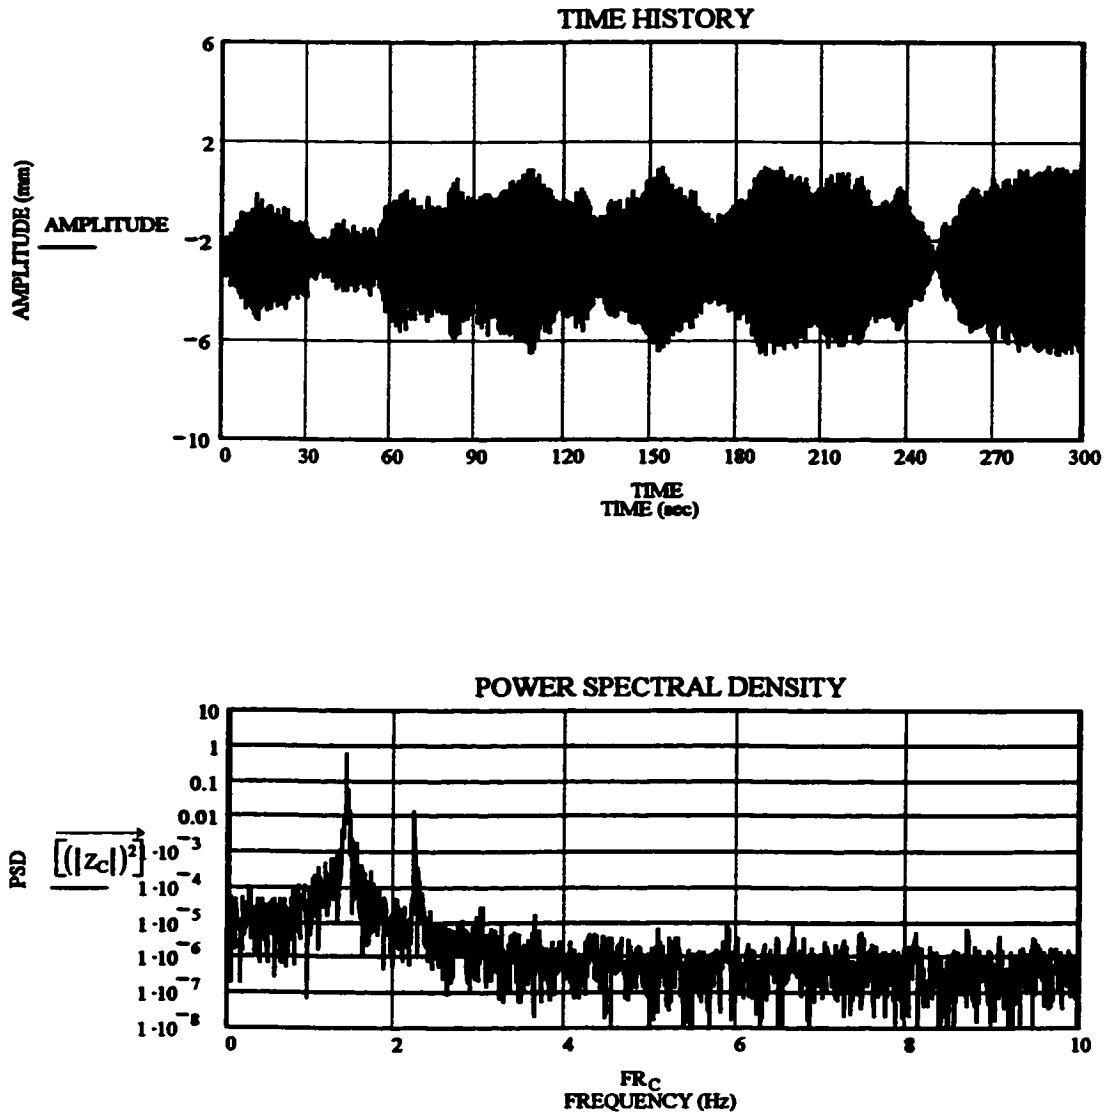 TIME HISTORY
6
2
−2
−6
−10
AMPLITUDE (mm)
AMPLITUDE
0 30 60 90 120 150 180 210 240 270 300
TIME
TIME (sec)
POWER SPECTRAL DENSITY
10
1
0.1
0.01
1·10⁻³
1·10⁻⁴
1·10⁻⁵
1·10⁻⁶
1·10⁻⁷
1·10⁻⁸
PSD
[(|Z_C|)²]
0 2 4 6 8 10
FR_C
FREQUENCY (Hz)